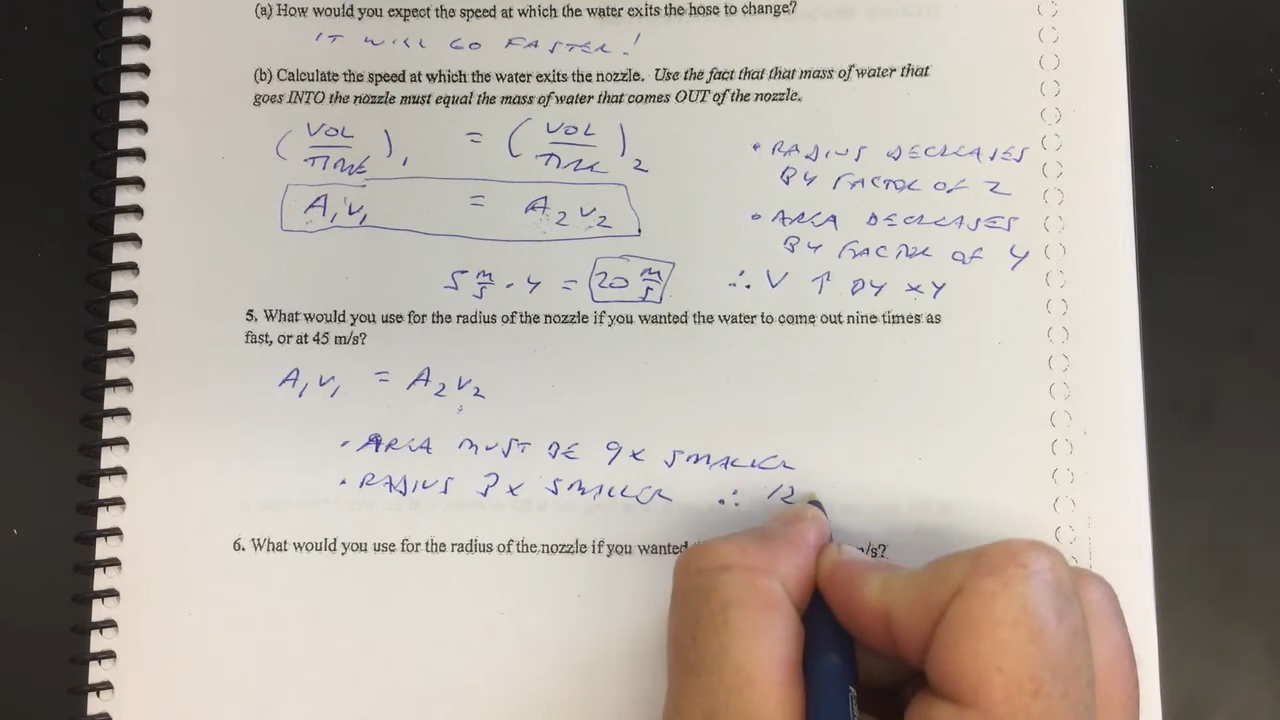 (a) How would you expect the speed at which the water exits the hose to change?
IT WILL GO FASTER!
(b) Calculate the speed at which the water exits the nozzle. Use the fact that that mass of water that
goes INTO the nozzle must equal the mass of water that comes OUT of the nozzle.
(VOL/TIME)₁ = (VOL/TIME)₂
A₁v₁ = A₂v₂
5 m/s · 4 = 20 m/s
• RADIUS DECREASES
BY FACTOR OF 2
• AREA DECREASES
BY FACTOR OF 4
∴ V ↑ BY x4
5. What would you use for the radius of the nozzle if you wanted the water to come out nine times as
fast, or at 45 m/s?
A₁v₁ = A₂v₂
• AREA MUST BE 9x SMALLER
• RADIUS 3x SMALLER ∴
6. What would you use for the radius of the nozzle if you wanted /s?